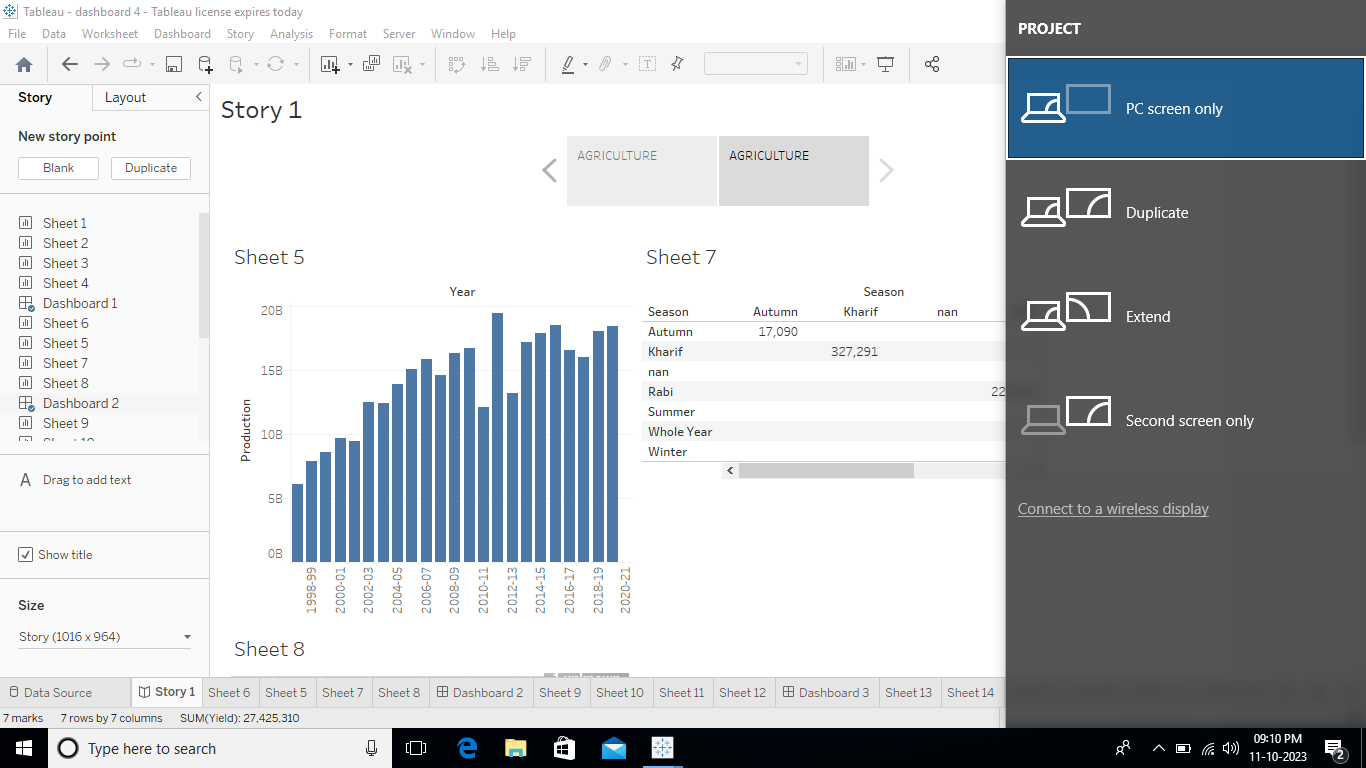 Tableau - dashboard 4 - Tableau license expires today
File Data Worksheet Dashboard Story Analysis Format Server Window Help
Story Layout
New story point
Blank Duplicate
Sheet 1
Sheet 2
Sheet 3
Sheet 4
Dashboard 1
Sheet 6
Sheet 5
Sheet 7
Sheet 8
Dashboard 2
Sheet 9
A Drag to add text
Show title
Size
Story (1016 x 964)
Story 1
AGRICULTURE AGRICULTURE
Sheet 5
Year
Production
20B
15B
10B
5B
0B
1998-99 2000-01 2002-03 2004-05 2006-07 2008-09 2010-11 2012-13 2014-15 2016-17 2018-19 2020-21
Sheet 7
Season
Season Autumn Kharif nan
Autumn 17,090
Kharif 327,291
nan
Rabi 22
Summer
Whole Year
Winter
Sheet 8
Data Source Story 1 Sheet 6 Sheet 5 Sheet 7 Sheet 8 Dashboard 2 Sheet 9 Sheet 10 Sheet 11 Sheet 12 Dashboard 3 Sheet 13 Sheet 14
7 marks 7 rows by 7 columns SUM(Yield): 27,425,310
PROJECT
PC screen only
Duplicate
Extend
Second screen only
Connect to a wireless display
Type here to search
09:10 PM
11-10-2023
2